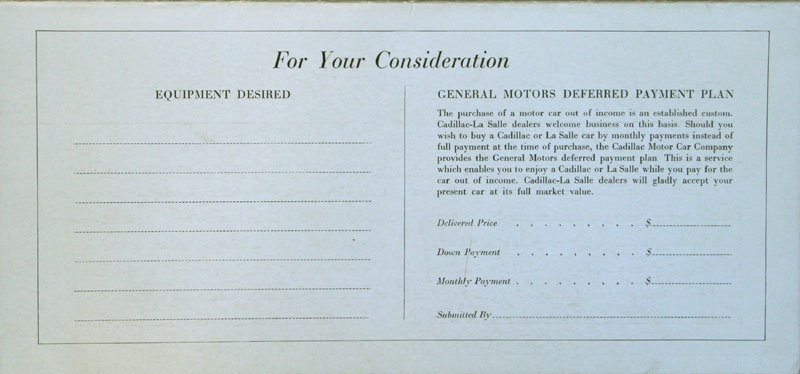 For Your Consideration
EQUIPMENT DESIRED
GENERAL MOTORS DEFERRED PAYMENT PLAN
The purchase of a motor car out of income is an established custom.
Cadillac-La Salle dealers welcome business on this basis. Should you
wish to buy a Cadillac or La Salle car by monthly payments instead of
full payment at the time of purchase, the Cadillac Motor Car Company
provides the General Motors deferred payment plan. This is a service
which enables you to enjoy a Cadillac or La Salle while you pay for the
car out of income. Cadillac-La Salle dealers will gladly accept your
present car at its full market value.
Delivered Price . . . . . . . . . $
Down Payment . . . . . . . . . $
Monthly Payment . . . . . . . . . $
Submitted By